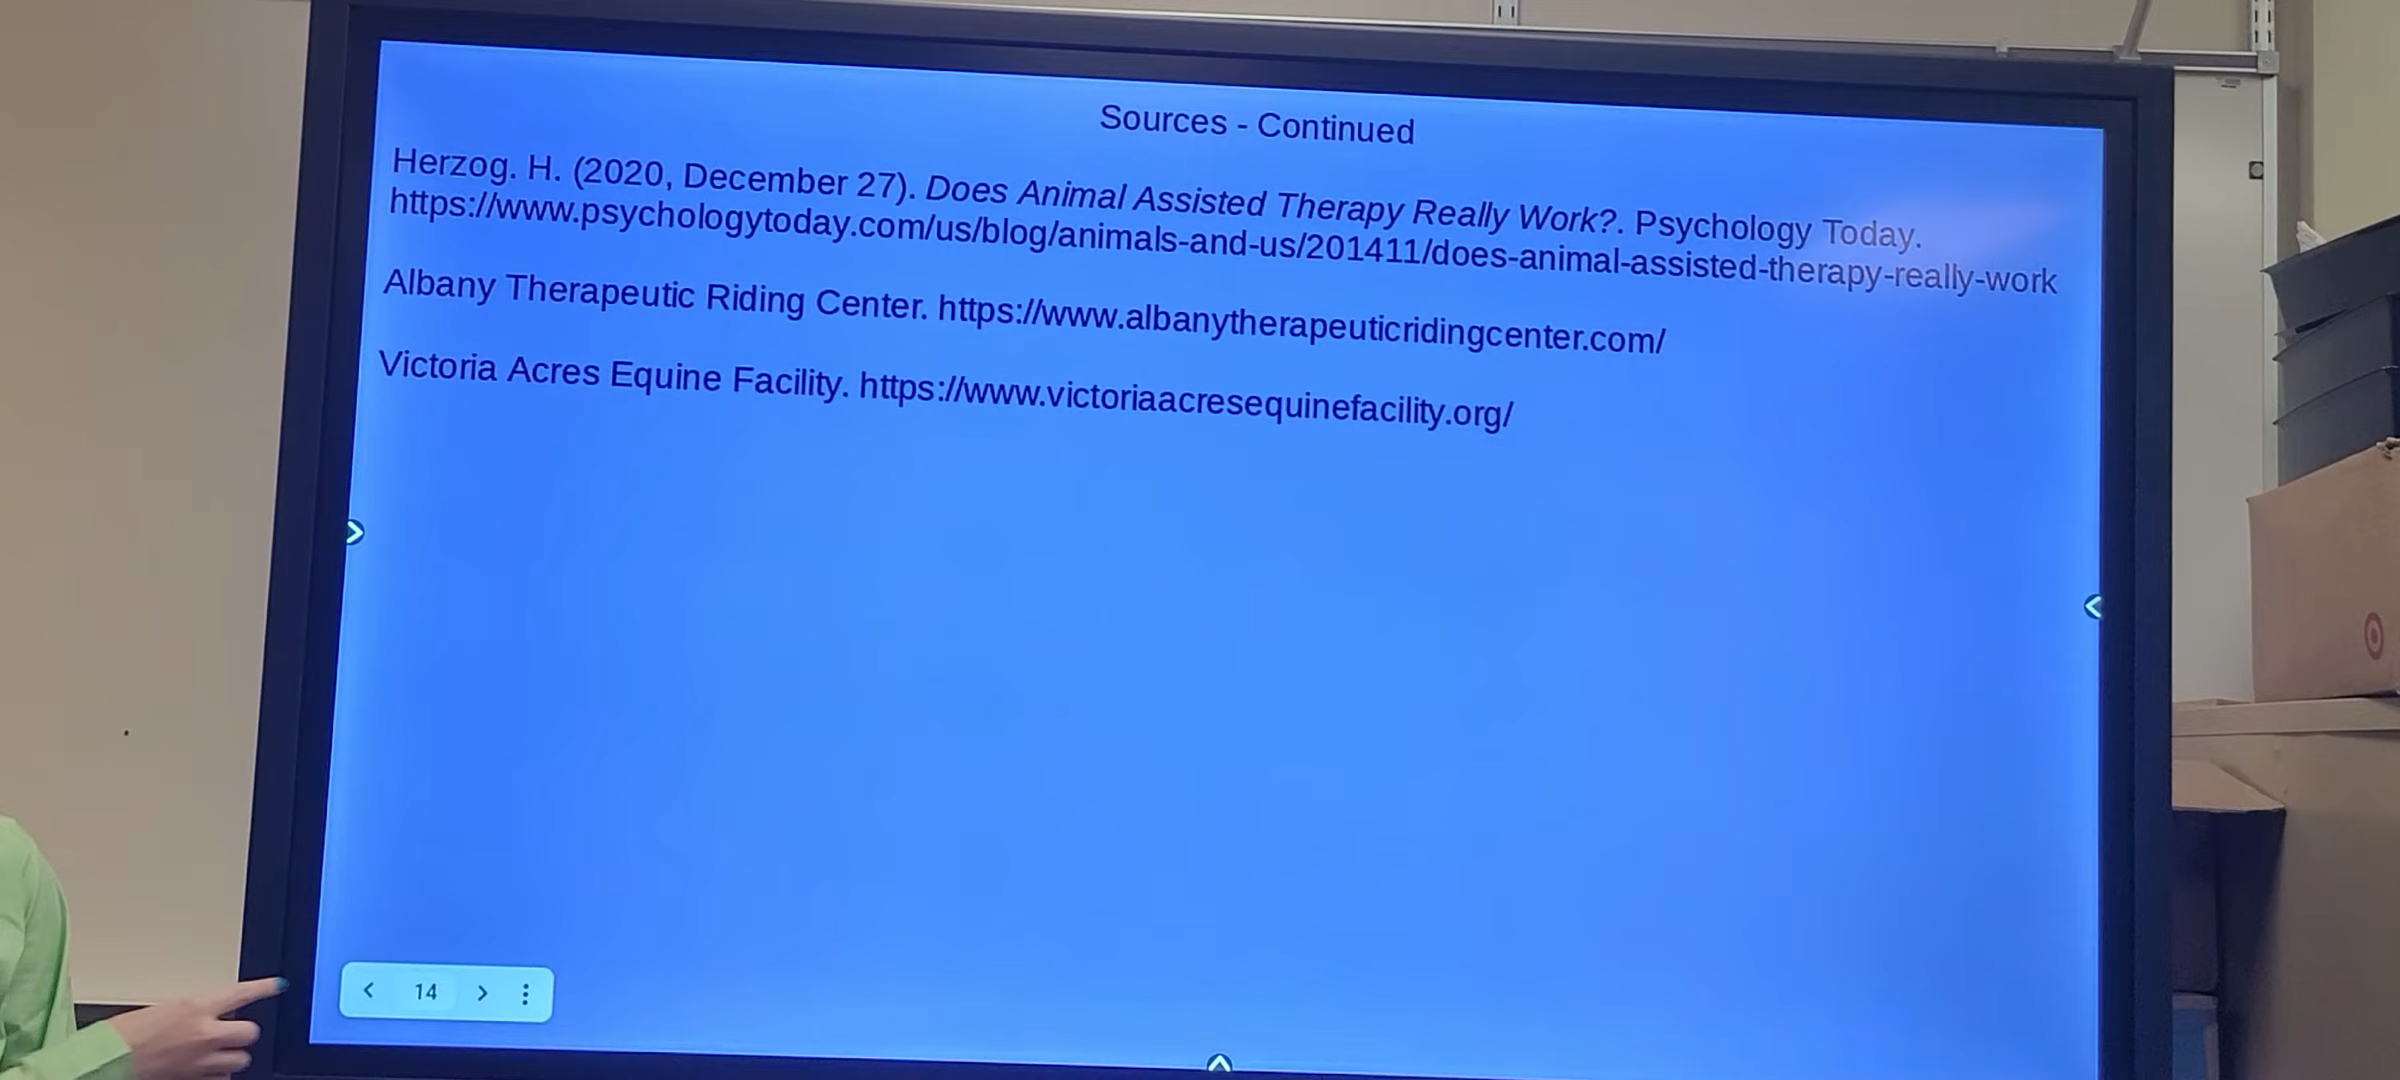 Sources - Continued
Herzog. H. (2020, December 27). Does Animal Assisted Therapy Really Work?. Psychology Today.
https://www.psychologytoday.com/us/blog/animals-and-us/201411/does-animal-assisted-therapy-really-work
Albany Therapeutic Riding Center. https://www.albanytherapeuticridingcenter.com/
Victoria Acres Equine Facility. https://www.victoriaacresequinefacility.org/
14